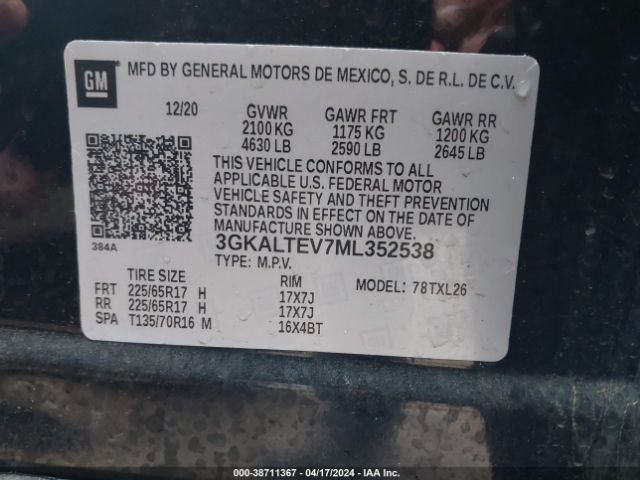 GM
MFD BY GENERAL MOTORS DE MEXICO, S. DE R.L. DE C.V.
12/20 GVWR GAWR FRT GAWR RR
2100 KG 1175 KG 1200 KG
4630 LB 2590 LB 2645 LB
THIS VEHICLE CONFORMS TO ALL
APPLICABLE U.S. FEDERAL MOTOR
VEHICLE SAFETY AND THEFT PREVENTION
STANDARDS IN EFFECT ON THE DATE OF
MANUFACTURE SHOWN ABOVE.
384A 3GKALTEV7ML352538
TYPE: M.P.V. MODEL: 78TXL26
TIRE SIZE RIM
FRT 225/65R17 H 17X7J
RR 225/65R17 H 17X7J
SPA T135/70R16 M 16X4BT
000-38711367 - 04/17/2024 - IAA Inc.